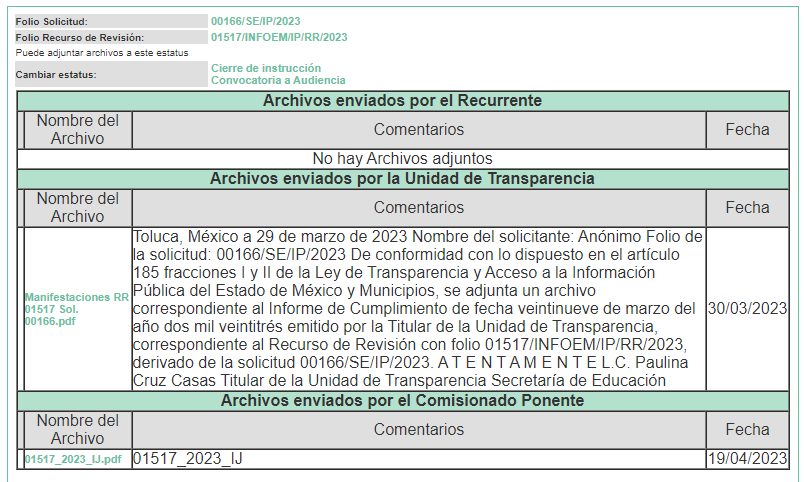 Folio Solicitud: 00166/SE/IP/2023
Folio Recurso de Revisión: 01517/INFOEM/IP/RR/2023
Puede adjuntar archivos a este estatus
Cambiar estatus: Cierre de instrucción
Convocatoria a Audiencia
Archivos enviados por el Recurrente
Nombre del Archivo Comentarios Fecha
No hay Archivos adjuntos
Archivos enviados por la Unidad de Transparencia
Nombre del Archivo Comentarios Fecha
Manifestaciones RR 01517 Sol. 00166.pdf
Toluca, México a 29 de marzo de 2023 Nombre del solicitante: Anónimo Folio de
la solicitud: 00166/SE/IP/2023 De conformidad con lo dispuesto en el artículo
185 fracciones I y II de la Ley de Transparencia y Acceso a la Información
Pública del Estado de México y Municipios, se adjunta un archivo
correspondiente al Informe de Cumplimiento de fecha veintinueve de marzo del
año dos mil veintitrés emitido por la Titular de la Unidad de Transparencia,
correspondiente al Recurso de Revisión con folio 01517/INFOEM/IP/RR/2023,
derivado de la solicitud 00166/SE/IP/2023. A T E N T A M E N T E L.C. Paulina
Cruz Casas Titular de la Unidad de Transparencia Secretaría de Educación
30/03/2023
Archivos enviados por el Comisionado Ponente
Nombre del Archivo Comentarios Fecha
01517_2023_IJ.pdf 01517_2023_IJ 19/04/2023